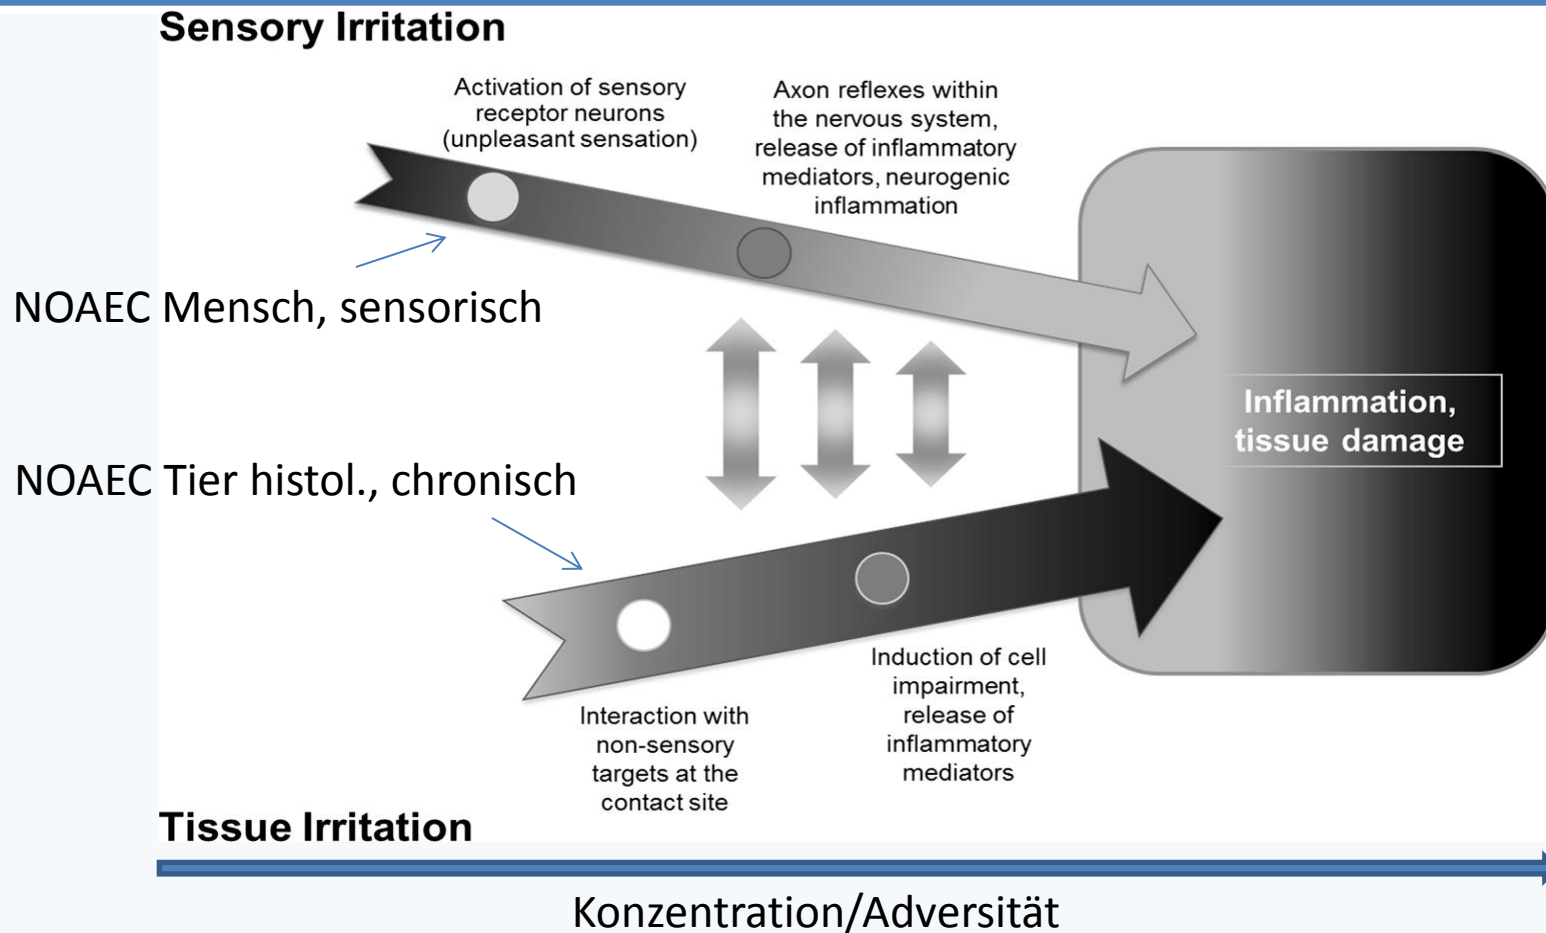 Sensory Irritation
Activation of sensory
receptor neurons
(unpleasant sensation)
Axon reflexes within
the nervous system,
release of inflammatory
mediators, neurogenic
inflammation
NOAEC Mensch, sensorisch
Inflammation,
tissue damage
NOAEC Tier histol., chronisch
Induction of cell
impairment,
release of
inflammatory
mediators
Interaction with
non-sensory
targets at the
contact site
Tissue Irritation
Konzentration/Adversität